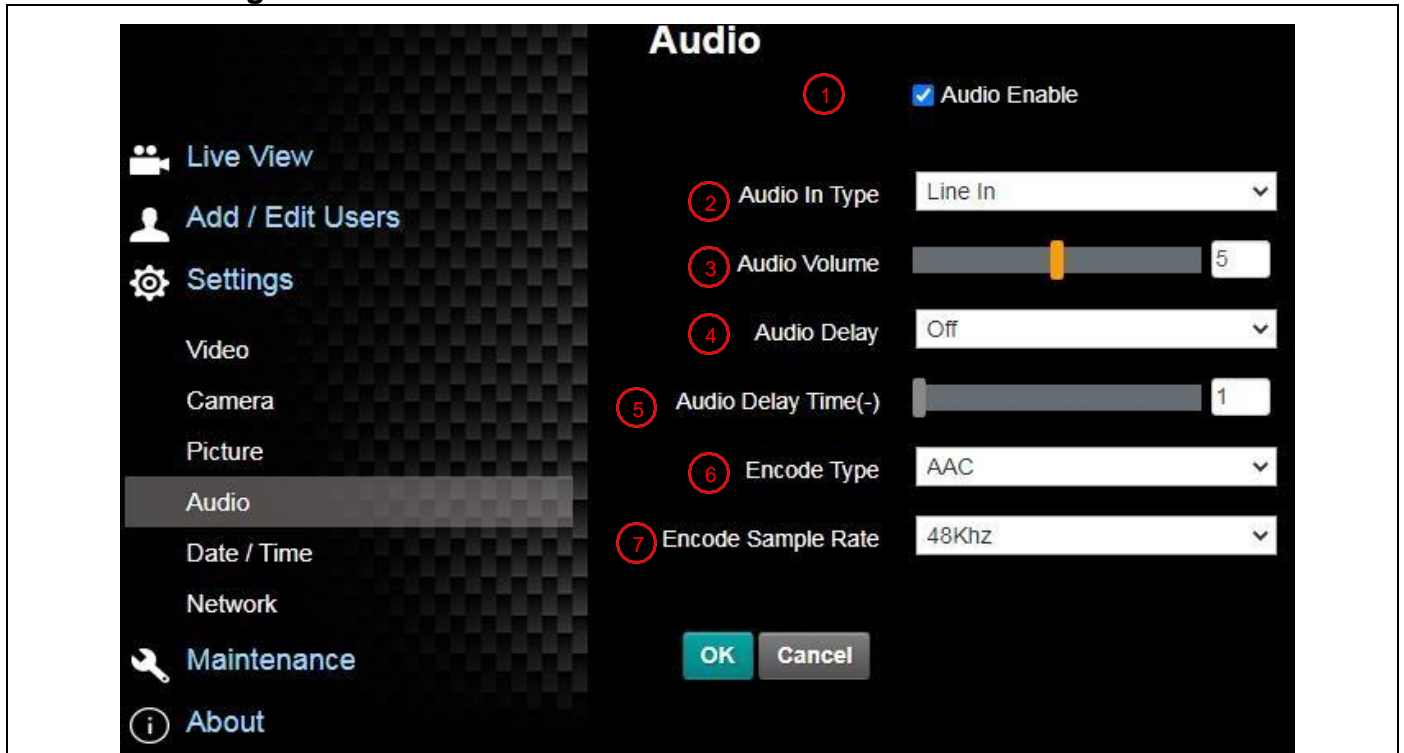 Audio
1 Audio Enable
Live View
Add / Edit Users
Settings
Video
Camera
Picture
Audio
Date / Time
Network
Maintenance
About
2 Audio In Type Line In
3 Audio Volume 5
4 Audio Delay Off
5 Audio Delay Time(-) 1
6 Encode Type AAC
7 Encode Sample Rate 48Khz
OK Cancel